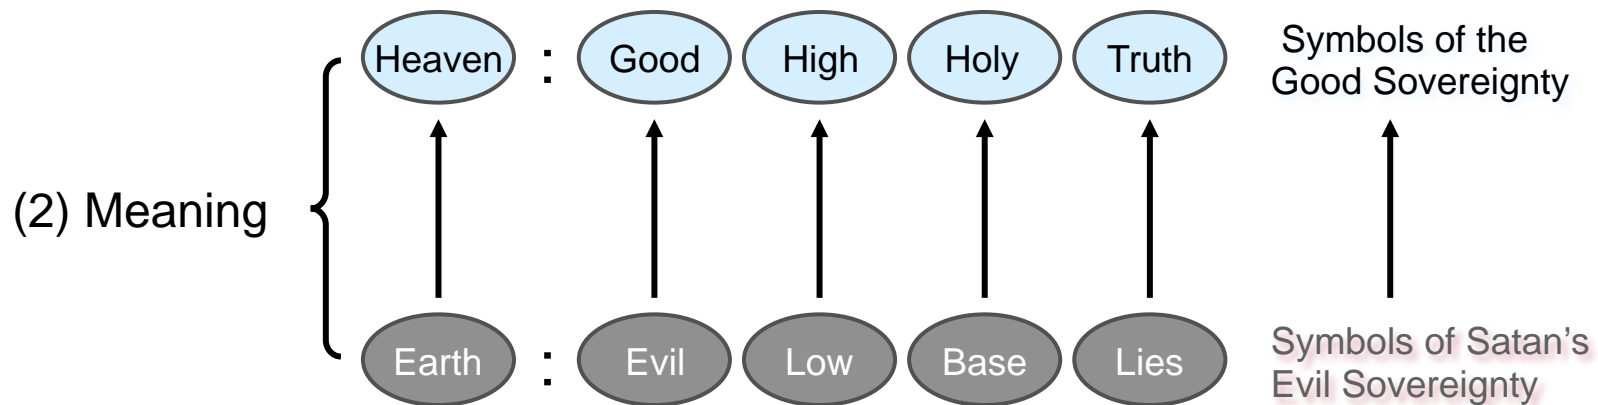 Heaven : Good High Holy Truth
Symbols of the
Good Sovereignty
(2) Meaning
Earth : Evil Low Base Lies
Symbols of Satan’s
Evil Sovereignty